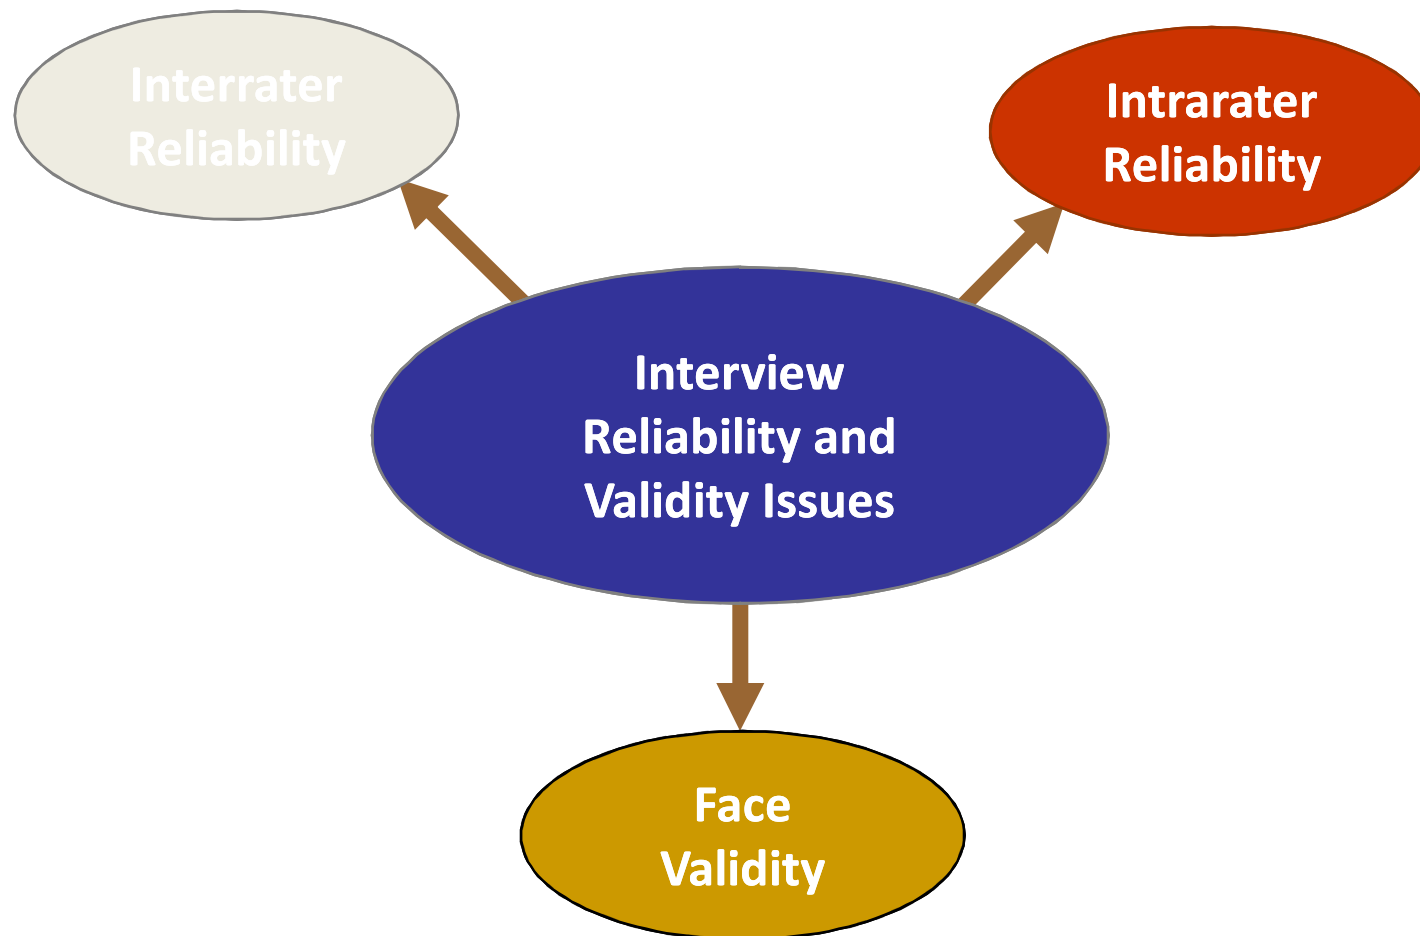 Interrater
Reliability
Intrarater
Reliability
Interview
Reliability and
Validity Issues
Face
Validity